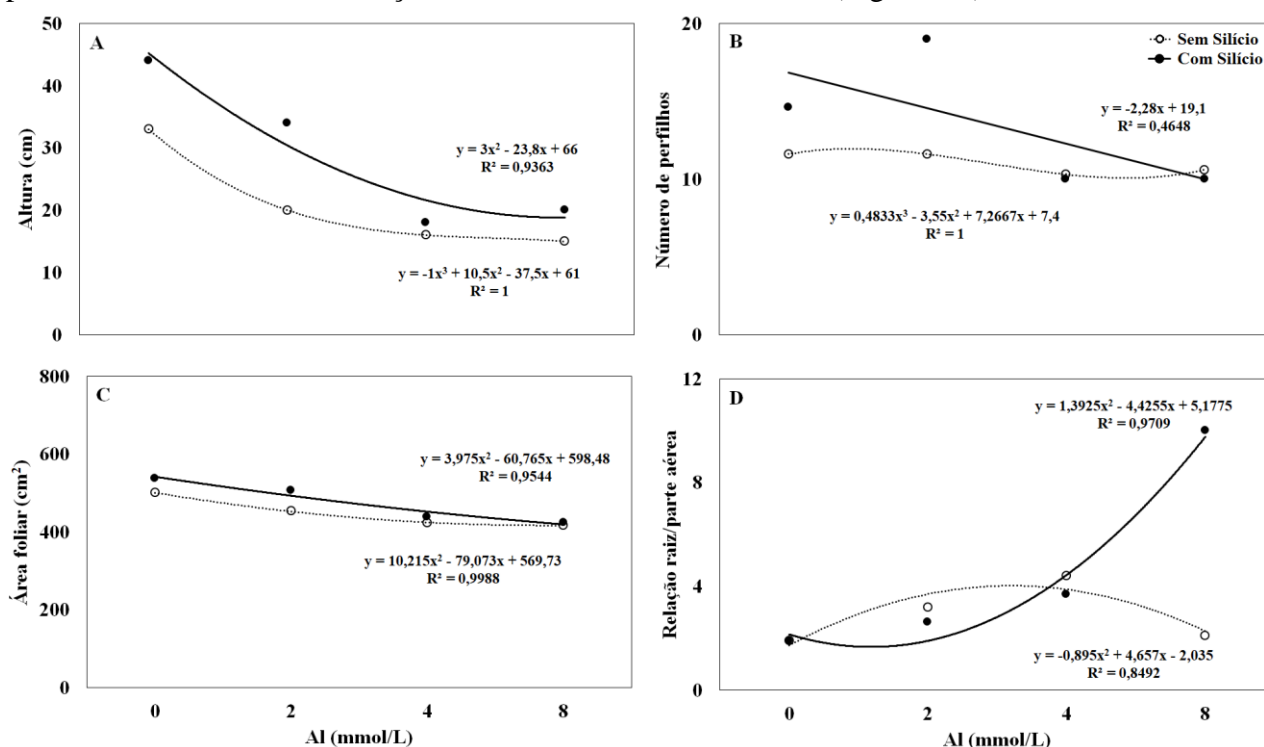 A
50
40
30
20
10
0
Altura (cm)
y = 3x² - 23,8x + 66
R² = 0,9363
y = -1x³ + 10,5x² - 37,5x + 61
R² = 1
B
20
10
0
Número de perfilhos
Sem Silício
Com Silício
y = -2,28x + 19,1
R² = 0,4648
y = 0,4833x³ - 3,55x² + 7,2667x + 7,4
R² = 1
C
800
600
400
200
0
Área foliar (cm²)
y = 3,975x² - 60,765x + 598,48
R² = 0,9544
y = 10,215x² - 79,073x + 569,73
R² = 0,9988
0 2 4 8
Al (mmol/L)
D
12
8
4
0
Relação raiz/parte aérea
y = 1,3925x² - 4,4255x + 5,1775
R² = 0,9709
y = -0,895x² + 4,657x - 2,035
R² = 0,8492
0 2 4 8
Al (mmol/L)